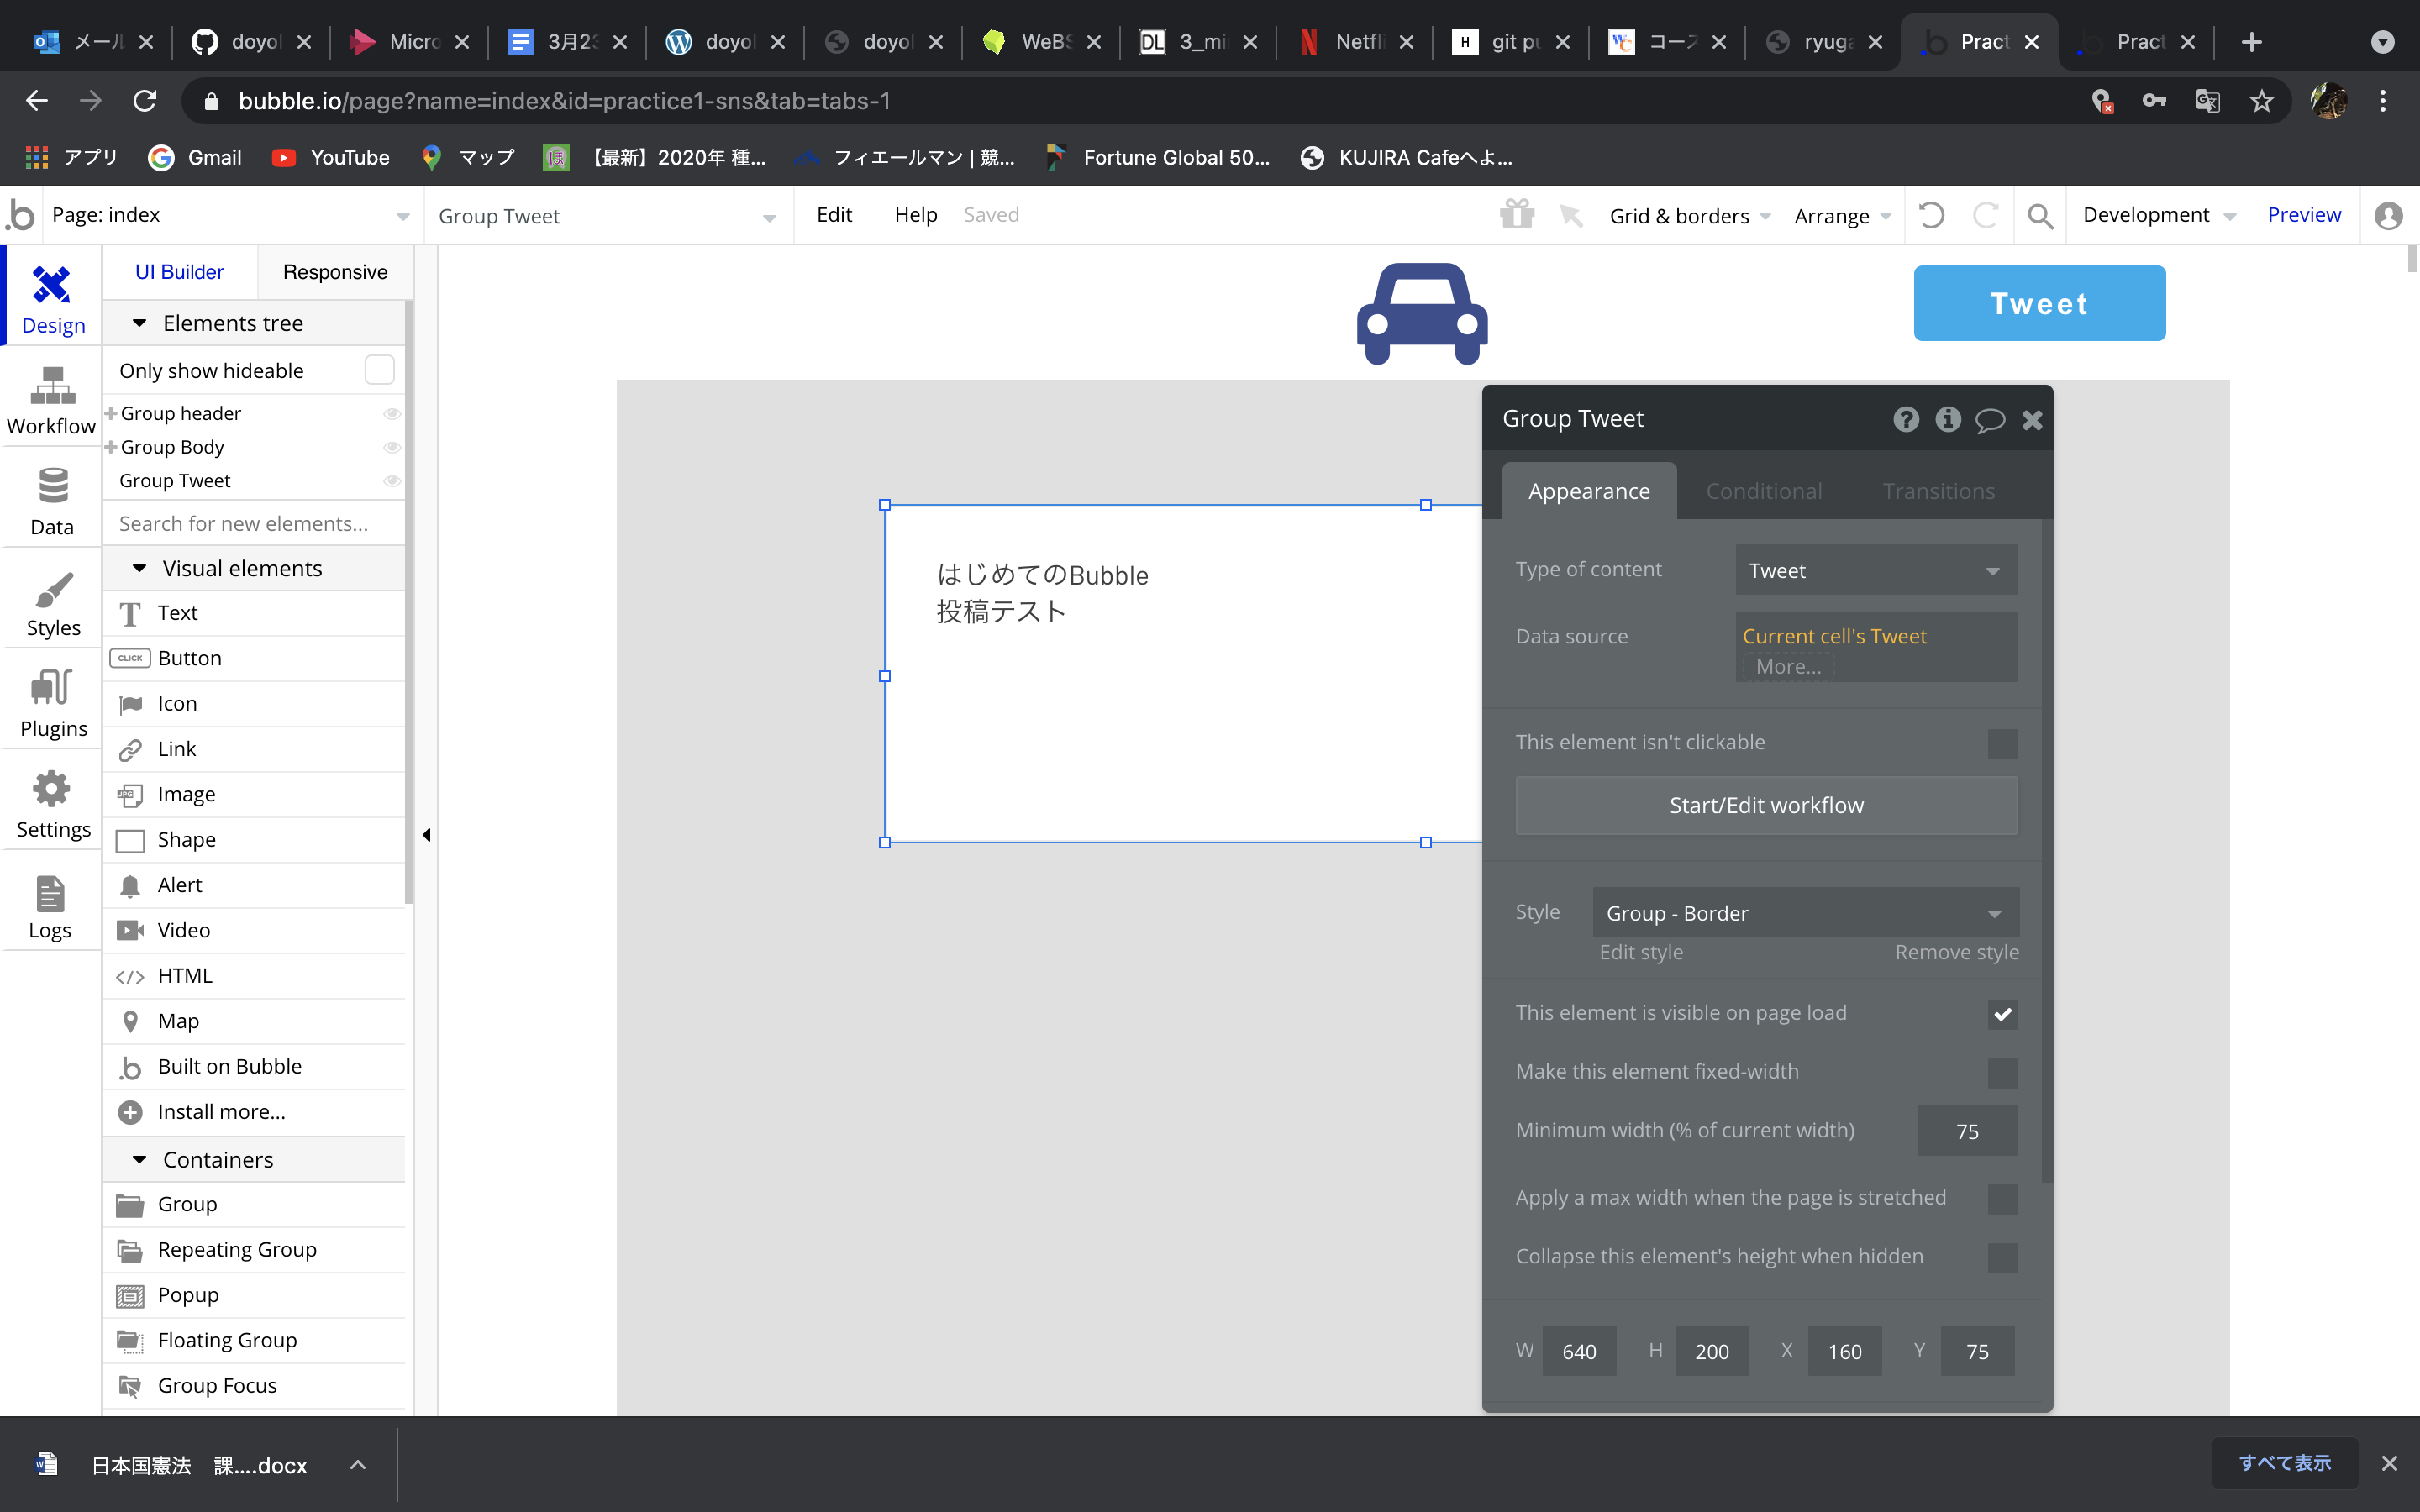 メール
doyol
Micro
3月23
doyol
doyol
WeBS
DL
3_mi
N
Netfli
H
git pu
コース
ryuga
Pract
Pract
bubble.io/page?name=index&id=practice1-sns&tab=tabs-1
アプリ
Gmail
YouTube
マップ
【最新】2020年 種...
フィエールマン | 競...
Fortune Global 50...
KUJIRA Cafeへよ...
Page: index
Group Tweet
Edit
Help
Saved
Grid & borders
Arrange
Development
Preview
Design
Workflow
Data
Styles
Plugins
Settings
Logs
UI Builder
Responsive
Elements tree
Only show hideable
Group header
Group Body
Group Tweet
Search for new elements...
Visual elements
Text
CLICK
Button
Icon
Link
Image
Shape
Alert
Video
HTML
Map
Built on Bubble
Install more...
Containers
Group
Repeating Group
Popup
Floating Group
Group Focus
Tweet
はじめてのBubble
投稿テスト
Group Tweet
Appearance
Conditional
Transitions
Type of content
Tweet
Data source
Current cell's Tweet
More...
This element isn't clickable
Start/Edit workflow
Style
Group - Border
Edit style
Remove style
This element is visible on page load
Make this element fixed-width
Minimum width (% of current width)
75
Apply a max width when the page is stretched
Collapse this element's height when hidden
W 640 H 200 X 160 Y 75
日本国憲法　課....docx
すべて表示